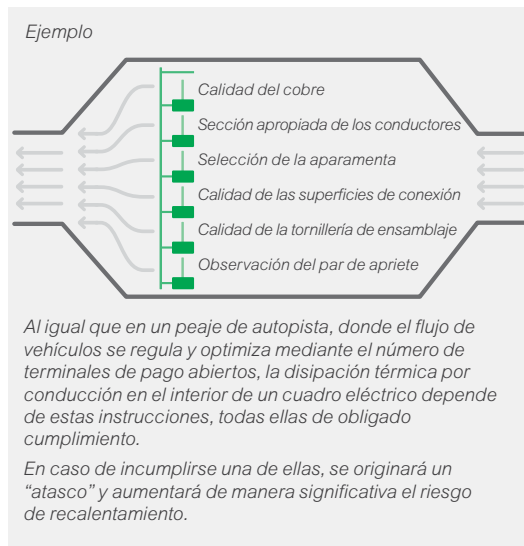 Ejemplo
Calidad del cobre
Sección apropiada de los conductores
Selección de la aparamenta
Calidad de las superficies de conexión
Calidad de la tornillería de ensamblaje
Observación del par de apriete
Al igual que en un peaje de autopista, donde el flujo de
vehículos se regula y optimiza mediante el número de
terminales de pago abiertos, la disipación térmica por
conducción en el interior de un cuadro eléctrico depende
de estas instrucciones, todas ellas de obligado
cumplimiento.
En caso de incumplirse una de ellas, se originará un
“atasco” y aumentará de manera significativa el riesgo
de recalentamiento.